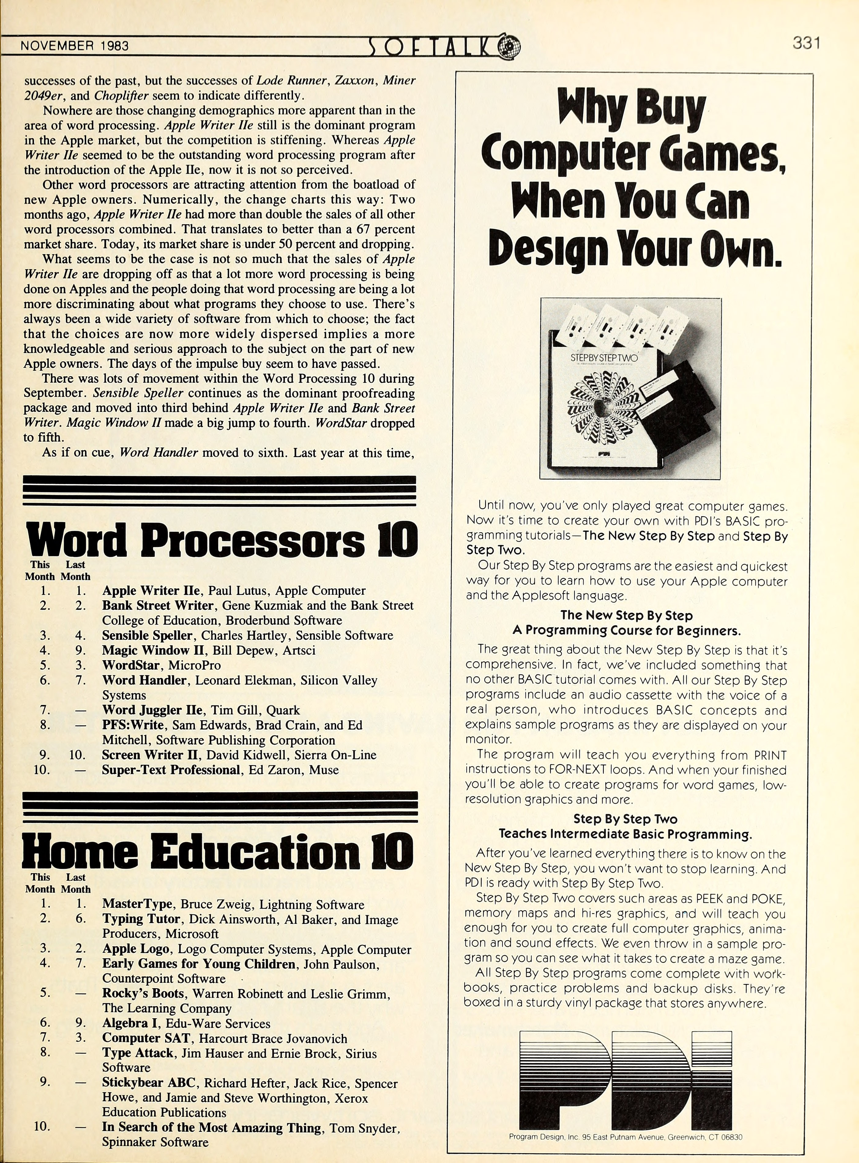 NOVEMBER 1983
SOFTALK
331
successes of the past, but the successes of Lode Runner, Zaxxon, Miner
2049er, and Choplifter seem to indicate differently.
Nowhere are those changing demographics more apparent than in the
area of word processing. Apple Writer IIe still is the dominant program
in the Apple market, but the competition is stiffening. Whereas Apple
Writer IIe seemed to be the outstanding word processing program after
the introduction of the Apple IIe, now it is not so perceived.
Other word processors are attracting attention from the boatload of
new Apple owners. Numerically, the change charts this way: Two
months ago, Apple Writer IIe had more than double the sales of all other
word processors combined. That translates to better than a 67 percent
market share. Today, its market share is under 50 percent and dropping.
What seems to be the case is not so much that the sales of Apple
Writer IIe are dropping off as that a lot more word processing is being
done on Apples and the people doing that word processing are being a lot
more discriminating about what programs they choose to use. There's
always been a wide variety of software from which to choose; the fact
that the choices are now more widely dispersed implies a more
knowledgeable and serious approach to the subject on the part of new
Apple owners. The days of the impulse buy seem to have passed.
There was lots of movement within the Word Processing 10 during
September. Sensible Speller continues as the dominant proofreading
package and moved into third behind Apple Writer IIe and Bank Street
Writer. Magic Window II made a big jump to fourth. WordStar dropped
to fifth.
As if on cue, Word Handler moved to sixth. Last year at this time,
Word Processors 10
This Last
Month Month
1. 1. Apple Writer IIe, Paul Lutus, Apple Computer
2. 2. Bank Street Writer, Gene Kuzmiak and the Bank Street
College of Education, Broderbund Software
3. 4. Sensible Speller, Charles Hartley, Sensible Software
4. 9. Magic Window II, Bill Depew, Artsci
5. 3. WordStar, MicroPro
6. 7. Word Handler, Leonard Elekman, Silicon Valley
Systems
7. — Word Juggler IIe, Tim Gill, Quark
8. — PFS:Write, Sam Edwards, Brad Crain, and Ed
Mitchell, Software Publishing Corporation
9. 10. Screen Writer II, David Kidwell, Sierra On-Line
10. — Super-Text Professional, Ed Zaron, Muse
Home Education 10
This Last
Month Month
1. 1. MasterType, Bruce Zweig, Lightning Software
2. 6. Typing Tutor, Dick Ainsworth, Al Baker, and Image
Producers, Microsoft
3. 2. Apple Logo, Logo Computer Systems, Apple Computer
4. 7. Early Games for Young Children, John Paulson,
Counterpoint Software
5. — Rocky's Boots, Warren Robinett and Leslie Grimm,
The Learning Company
6. 9. Algebra I, Edu-Ware Services
7. 3. Computer SAT, Harcourt Brace Jovanovich
8. — Type Attack, Jim Hauser and Ernie Brock, Sirius
Software
9. — Stickybear ABC, Richard Hefter, Jack Rice, Spencer
Howe, and Jamie and Steve Worthington, Xerox
Education Publications
10. — In Search of the Most Amazing Thing, Tom Snyder,
Spinnaker Software
Why Buy
Computer Games,
When You Can
Design Your Own.
STEP BY STEP TWO
Until now, you've only played great computer games.
Now it's time to create your own with PDI's BASIC pro-
gramming tutorials—The New Step By Step and Step By
Step Two.
Our Step By Step programs are the easiest and quickest
way for you to learn how to use your Apple computer
and the Applesoft language.
The New Step By Step
A Programming Course for Beginners.
The great thing about the New Step By Step is that it's
comprehensive. In fact, we've included something that
no other BASIC tutorial comes with. All our Step By Step
programs include an audio cassette with the voice of a
real person, who introduces BASIC concepts and
explains sample programs as they are displayed on your
monitor.
The program will teach you everything from PRINT
instructions to FOR-NEXT loops. And when your finished
you'll be able to create programs for word games, low-
resolution graphics and more.
Step By Step Two
Teaches Intermediate Basic Programming.
After you've learned everything there is to know on the
New Step By Step, you won't want to stop learning. And
PDI is ready with Step By Step Two.
Step By Step Two covers such areas as PEEK and POKE,
memory maps and hi-res graphics, and will teach you
enough for you to create full computer graphics, anima-
tion and sound effects. We even throw in a sample pro-
gram so you can see what it takes to create a maze game.
All Step By Step programs come complete with work-
books, practice problems and backup disks. They're
boxed in a sturdy vinyl package that stores anywhere.
PDI
Program Design, Inc. 95 East Putnam Avenue, Greenwich, CT 06830